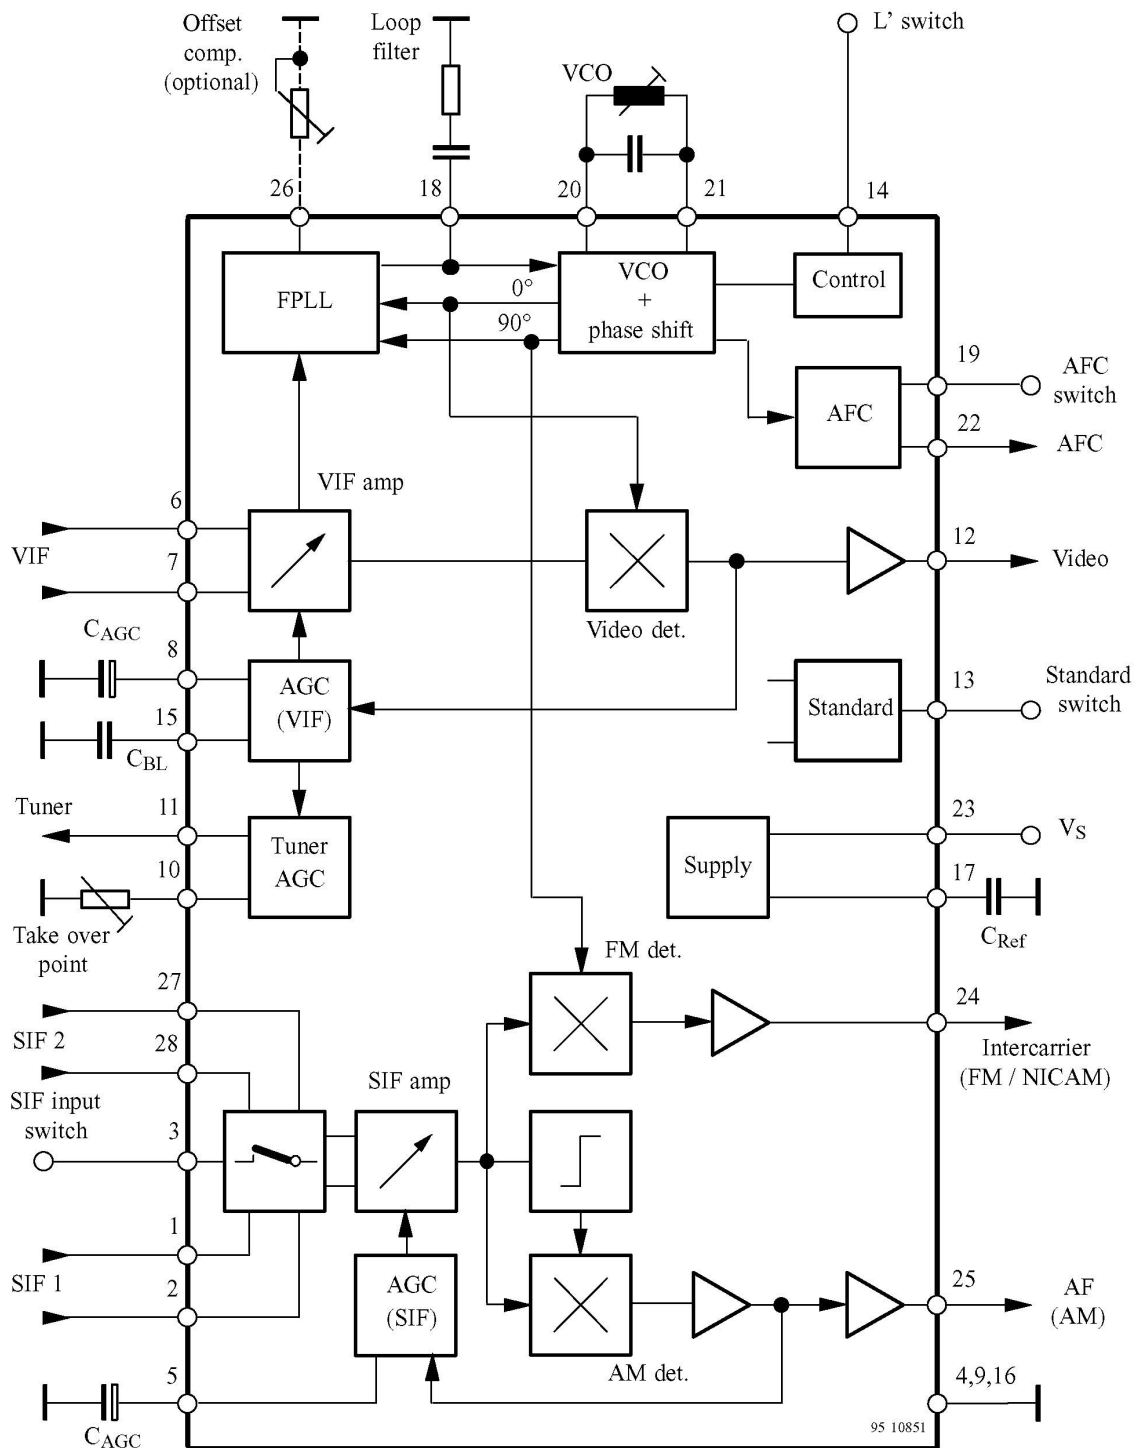 Offset
comp.
(optional)
Loop
filter
L’ switch
VCO
26
18
20
21
14
FPLL
0°
90°
VCO
+
phase shift
Control
19
AFC
switch
AFC
22
AFC
VIF amp
6
VIF
7
12
Video
Video det.
CAGC
8
AGC
(VIF)
15
CBL
13
Standard
switch
Standard
Tuner
11
Tuner
AGC
10
Take over
point
23
VS
Supply
17
CRef
27
SIF 2
28
FM det.
24
Intercarrier
(FM / NICAM)
SIF input
switch
3
SIF amp
1
SIF 1
2
AGC
(SIF)
25
AF
(AM)
AM det.
5
CAGC
4,9,16
95 10851